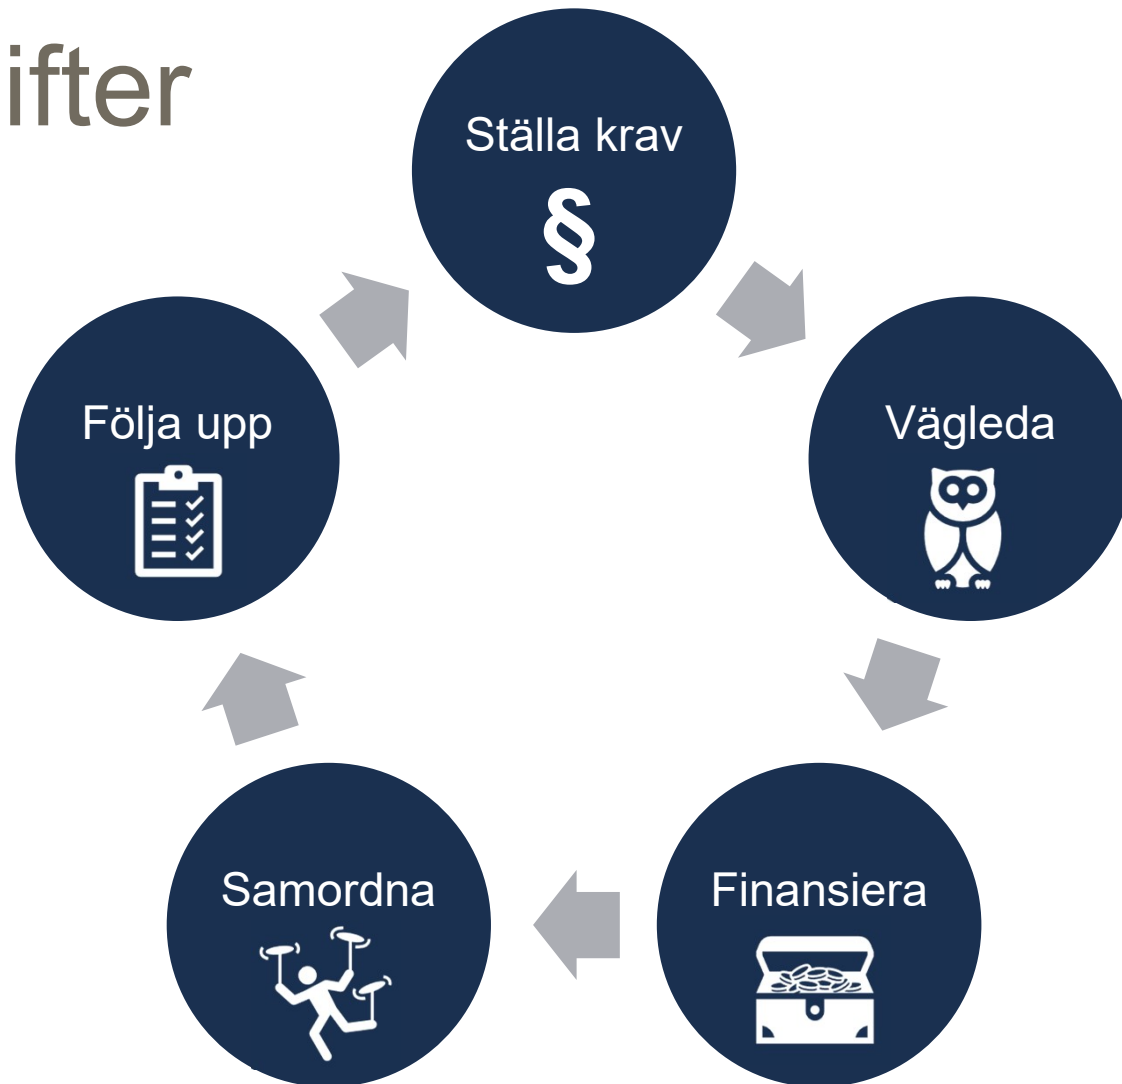 ifter
Ställa krav
§
Vägleda
Finansiera
Samordna
Följa upp